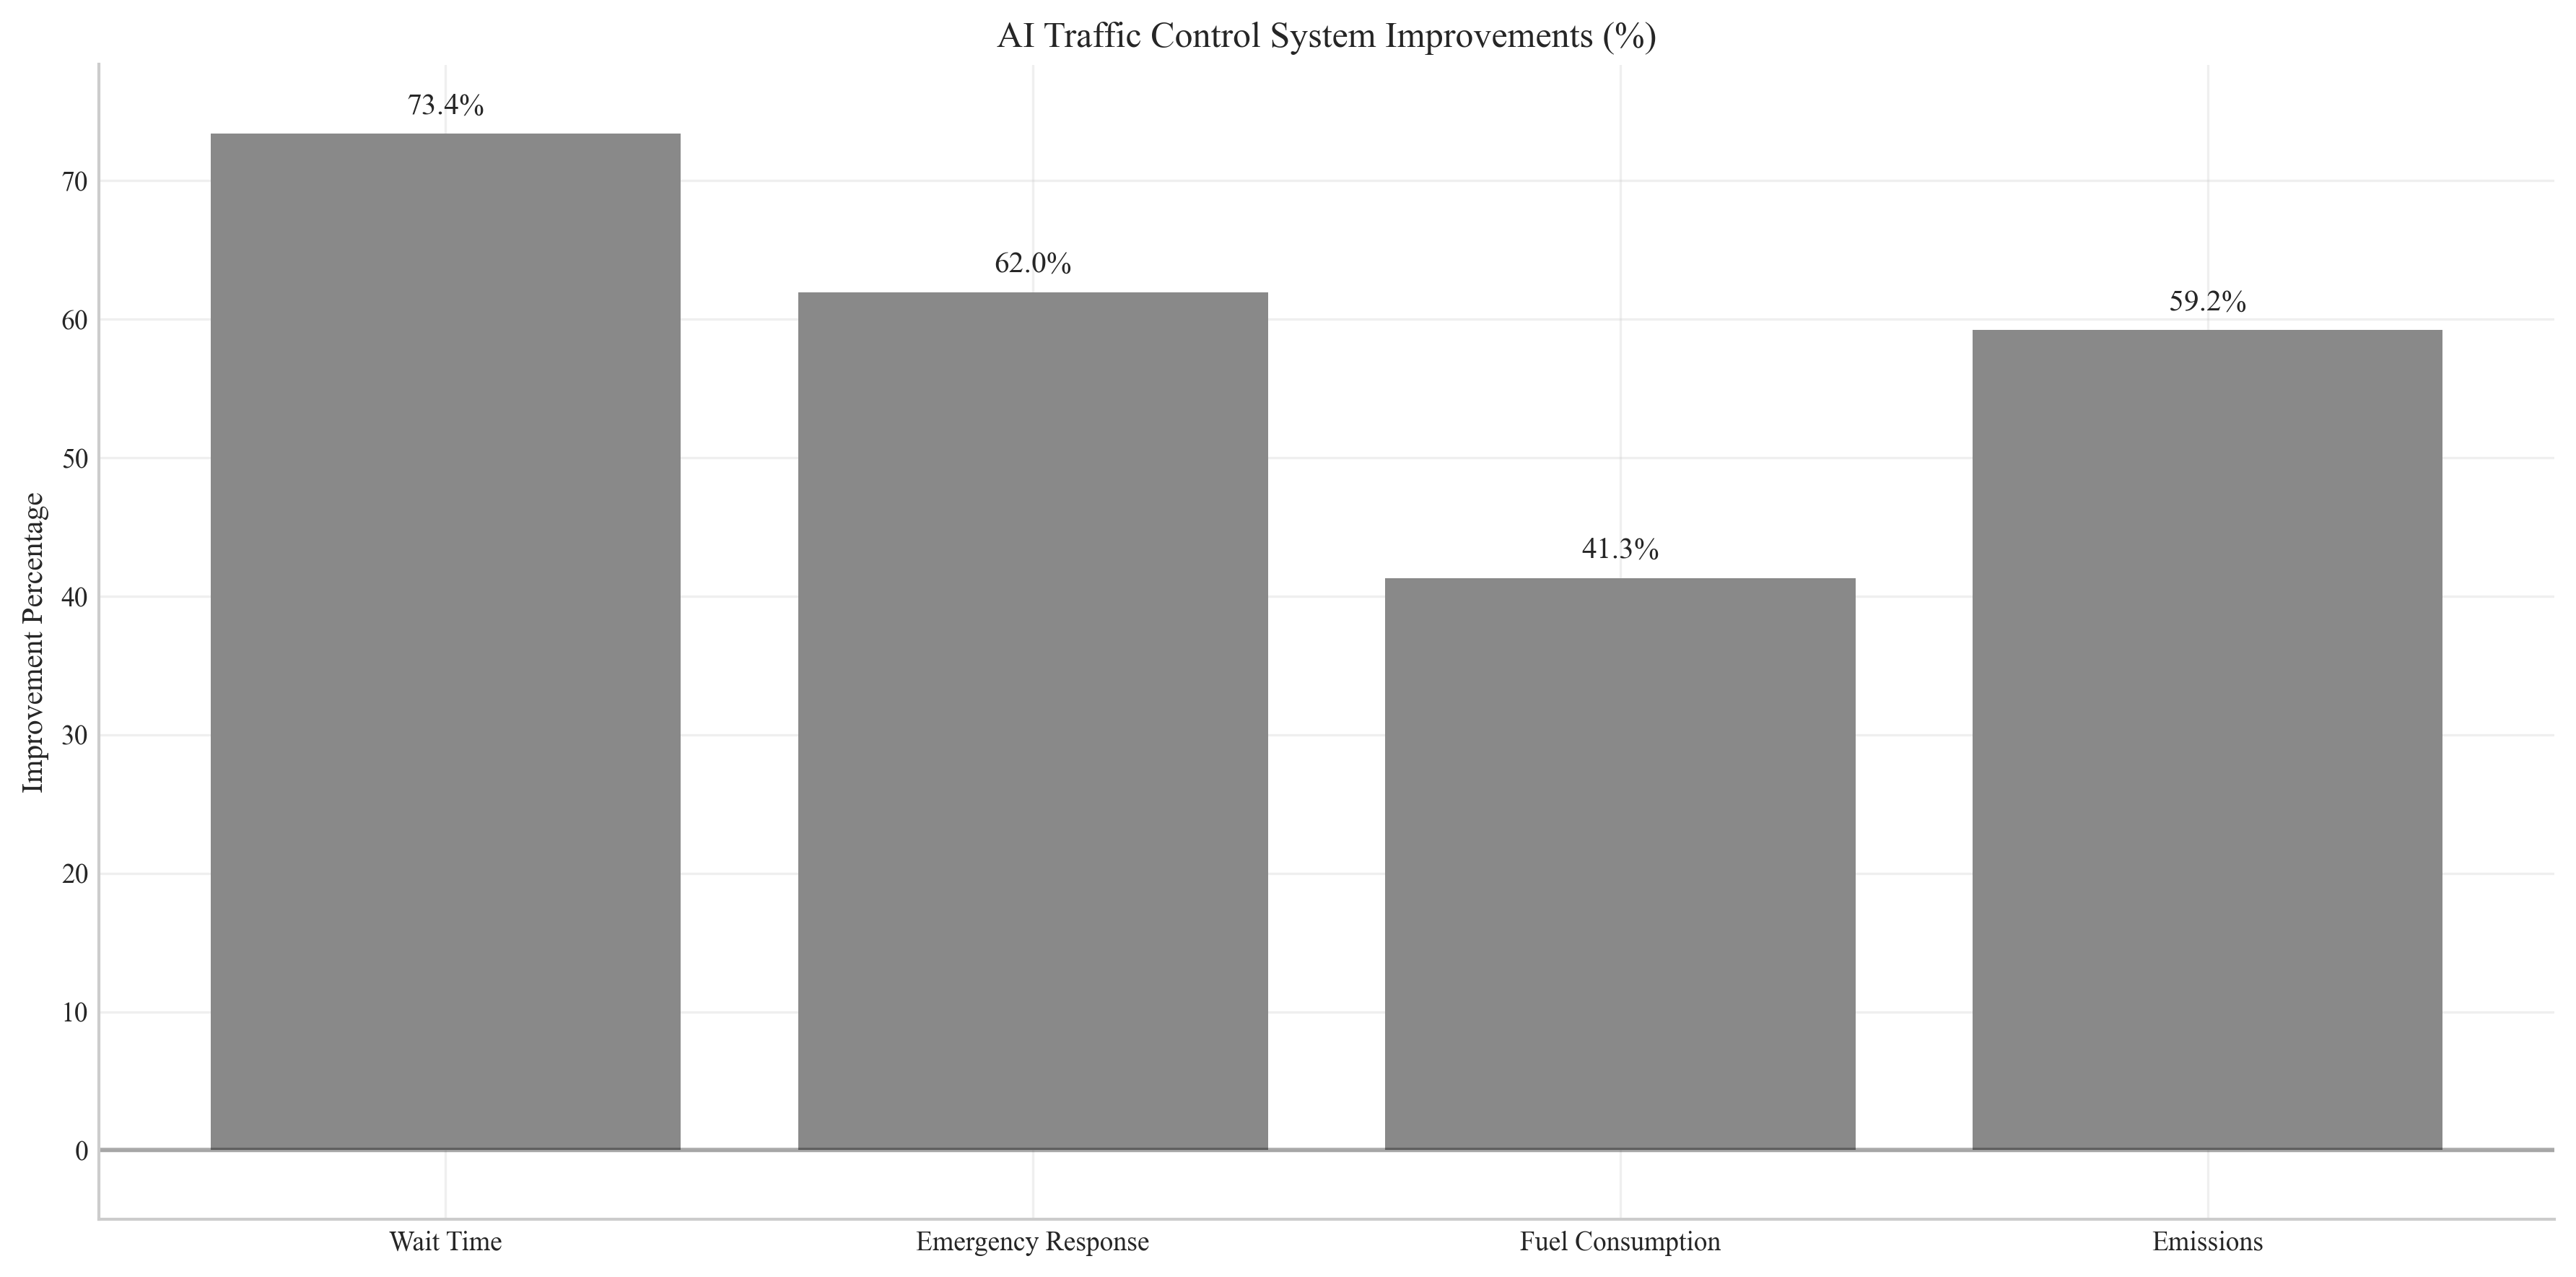 AI Traffic Control System Improvements (%)
73.4%
62.0%
59.2%
41.3%
Improvement Percentage
70
60
50
40
30
20
10
0
Wait Time
Emergency Response
Fuel Consumption
Emissions